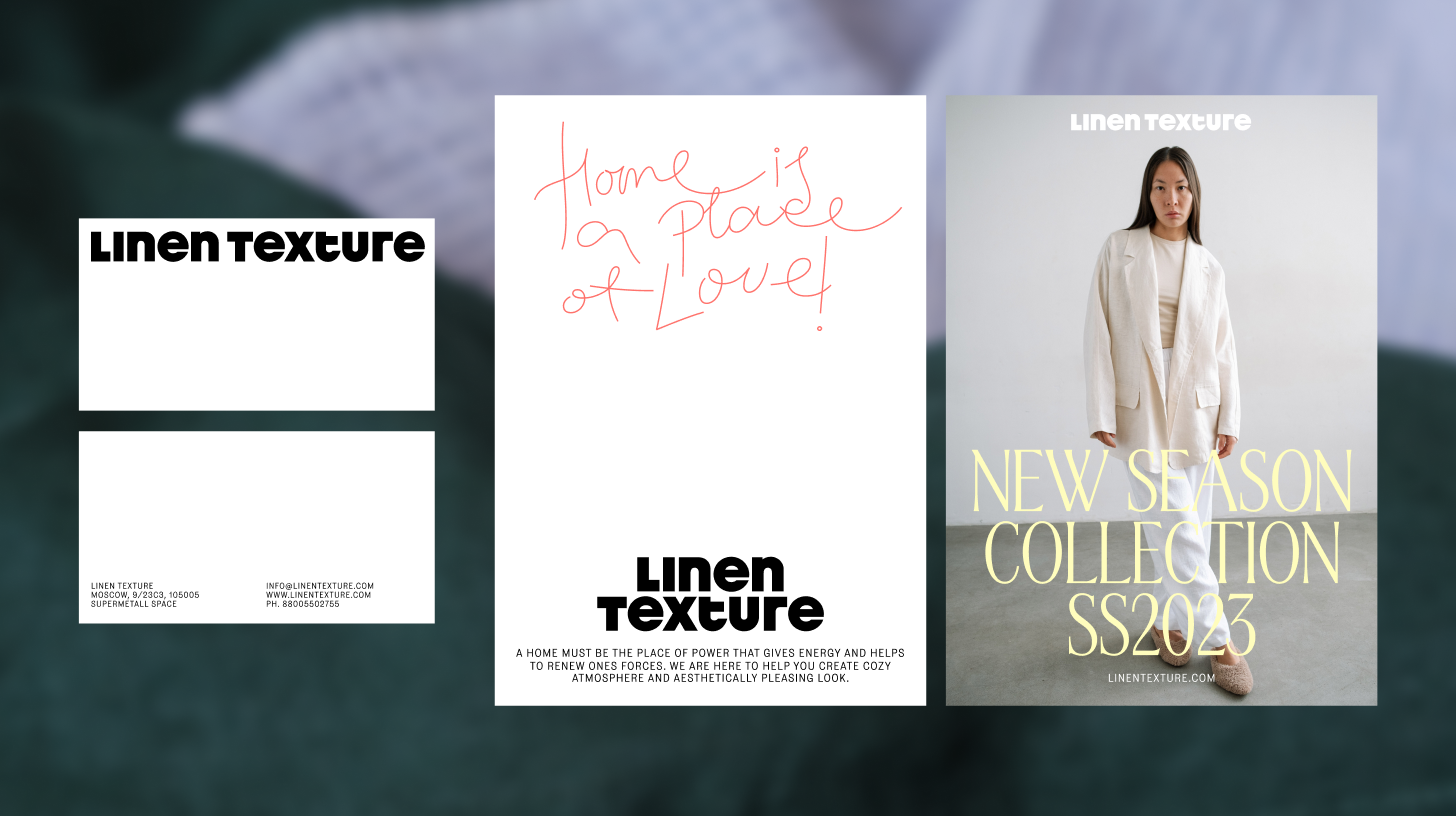 Linen Texture
LINEN TEXTURE
MOSCOW, 9/23C3, 105005
SUPERMETALL SPACE
INFO@LINENTEXTURE.COM
WWW.LINENTEXTURE.COM
PH. 88005502755
Home is
a place
of Love!
Linen
Texture
A HOME MUST BE THE PLACE OF POWER THAT GIVES ENERGY AND HELPS
TO RENEW ONES FORCES. WE ARE HERE TO HELP YOU CREATE COZY
ATMOSPHERE AND AESTHETICALLY PLEASING LOOK.
Linen Texture
NEW SEASON
COLLECTION
SS2023
LINENTEXTURE.COM